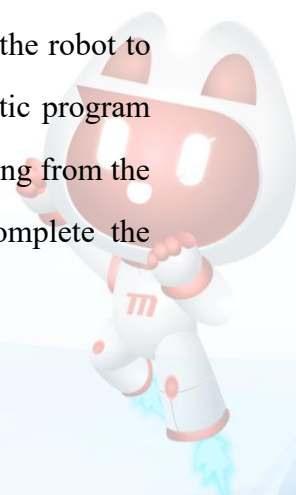 the robot to
tic program
ng from the
omplete the
m